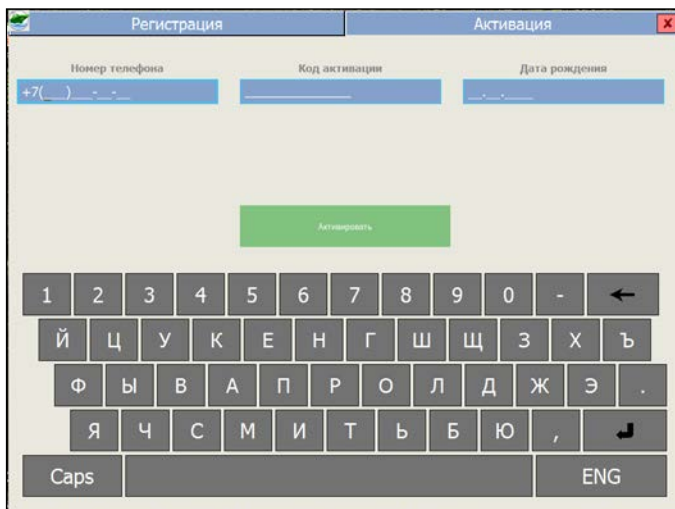 Регистрация Активация X
Номер телефона Код активации Дата рождения
+7(___)___-__-__ _______________ __.__.____
Активировать
1 2 3 4 5 6 7 8 9 0 - ←
Й Ц У К Е Н Г Ш Щ З Х Ъ
Ф Ы В А П Р О Л Д Ж Э .
Я Ч С М И Т Ь Б Ю ,
Caps ENG